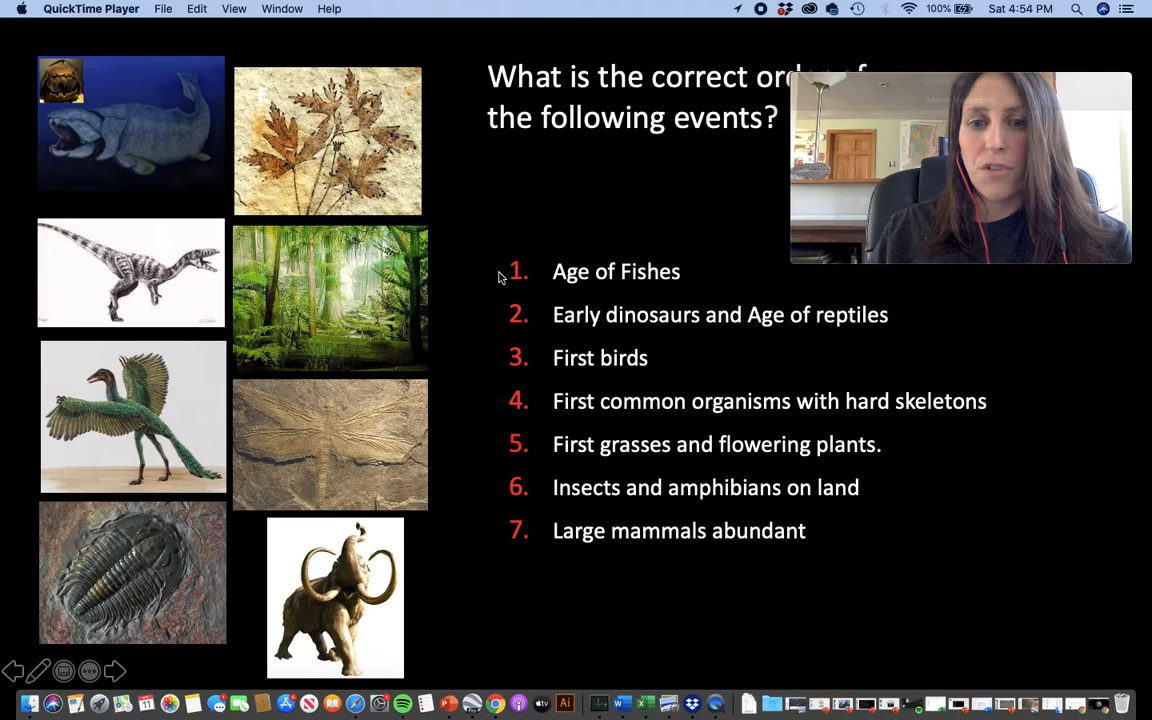 QuickTime Player File Edit View Window Help 100% Sat 4:54 PM
What is the correct order of
the following events?
1. Age of Fishes
2. Early dinosaurs and Age of reptiles
3. First birds
4. First common organisms with hard skeletons
5. First grasses and flowering plants.
6. Insects and amphibians on land
7. Large mammals abundant